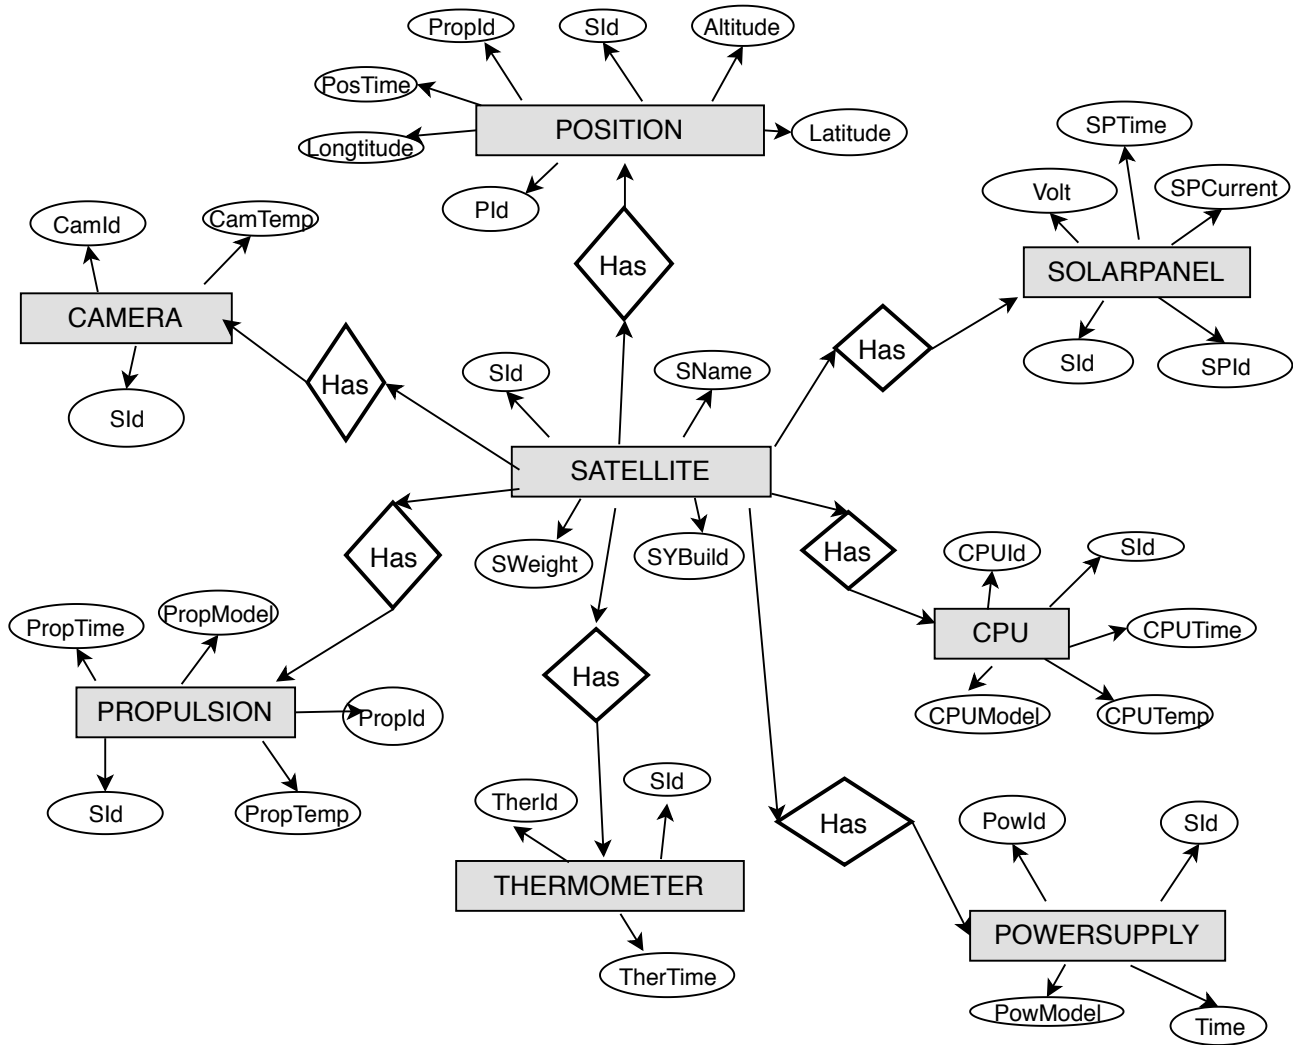 PropId
SId
Altitude
PosTime
POSITION
Longtitude
Latitude
PId
SPTime
Volt
SPCurrent
SOLARPANEL
SId
SPId
CamId
CamTemp
CAMERA
SId
Has
Has
Has
SId
SName
SATELLITE
SWeight
SYBuild
Has
Has
CPUId
SId
CPU
CPUTime
CPUModel
CPUTemp
PropTime
PropModel
PROPULSION
PropId
SId
PropTemp
Has
TherId
SId
THERMOMETER
TherTime
Has
PowId
SId
POWERSUPPLY
PowModel
Time